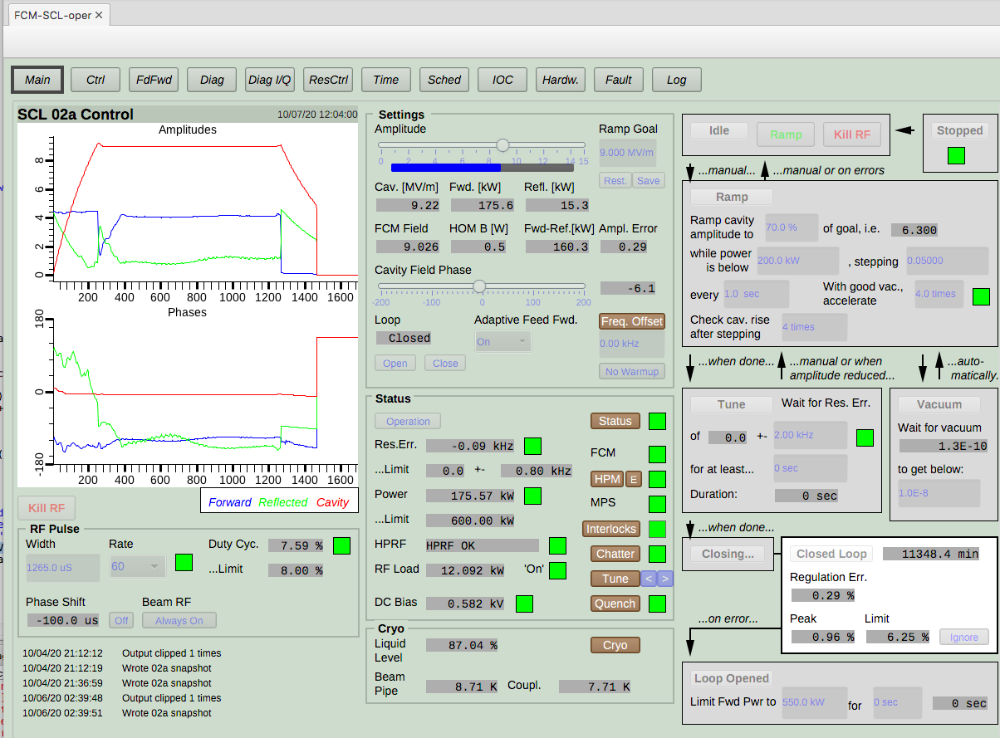 FCM-SCL-oper ✕
Main Ctrl FdFwd Diag Diag I/Q ResCtrl Time Sched IOC Hardw. Fault Log
SCL 02a Control 10/07/20 12:04:00
Amplitudes
0 2 4 6 8
200 400 600 800 1000 1200 1400 1600
Phases
180
0
-180
200 400 600 800 1000 1200 1400 1600
Forward Reflected Cavity
Kill RF
RF Pulse
Width Rate Duty Cyc. 7.59 %
1265.0 uS 60 ...Limit 8.00 %
Phase Shift Beam RF
-100.0 us Off Always On
10/04/20 21:12:12 Output clipped 1 times
10/04/20 21:12:19 Wrote 02a snapshot
10/04/20 21:36:59 Wrote 02a snapshot
10/06/20 02:39:48 Output clipped 1 times
10/06/20 02:39:51 Wrote 02a snapshot
Settings
Amplitude Ramp Goal
0 2 4 6 8 10 12 14 15
9.000 MV/m
Rest. Save
Cav. [MV/m] Fwd. [kW] Refl. [kW]
9.22 175.6 15.3
FCM Field HOM B [W] Fwd-Ref.[kW] Ampl. Error
9.026 0.5 160.3 0.29
Cavity Field Phase
-6.1
-200 -100 0 100 200
Loop Adaptive Feed Fwd. Freq. Offset
Closed On 0.00 kHz
Open Close No Warmup
Status
Operation Status
Res.Err. -0.09 kHz FCM
...Limit 0.0 +- 0.80 kHz HPM E
Power 175.57 kW MPS
...Limit 600.00 kW Interlocks
HPRF HPRF OK Chatter
RF Load 12.092 kW 'On' Tune < >
DC Bias 0.582 kV Quench
Cryo
Liquid
Level 87.04 % Cryo
Beam
Pipe 8.71 K Coupl. 7.71 K
Idle Ramp Kill RF Stopped
...manual... ...manual or on errors
Ramp
Ramp cavity
amplitude to 70.0 % of goal, i.e. 6.300
while power
is below 200.0 kW , stepping 0.05000
every 1.0 sec With good vac.,
accelerate 4.0 times
Check cav. rise
after stepping 4 times
...when done... ...manual or when
amplitude reduced... ...auto-
matically.
Tune Wait for Res. Err.
of 0.0 +- 2.00 kHz
for at least... 0 sec
Duration: 0 sec
Vacuum
Wait for vacuum
1.3E-10
to get below:
1.0E-8
...when done...
Closing... Closed Loop 11348.4 min
Regulation Err.
0.29 %
Peak Limit
0.96 % 6.25 % Ignore
...on error...
Loop Opened
Limit Fwd Pwr to 550.0 kW for 0 sec 0 sec